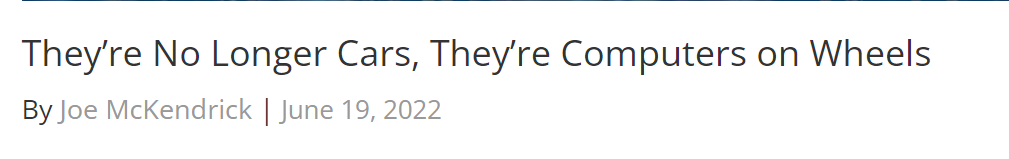 They’re No Longer Cars, They’re Computers on Wheels
By Joe McKendrick | June 19, 2022